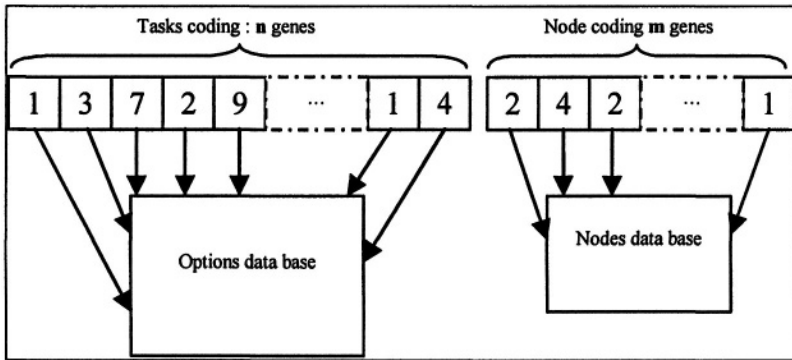 Tasks coding : n genes Node coding m genes
1 3 7 2 9 ... 1 4 2 4 2 ... 1
Options data base Nodes data base